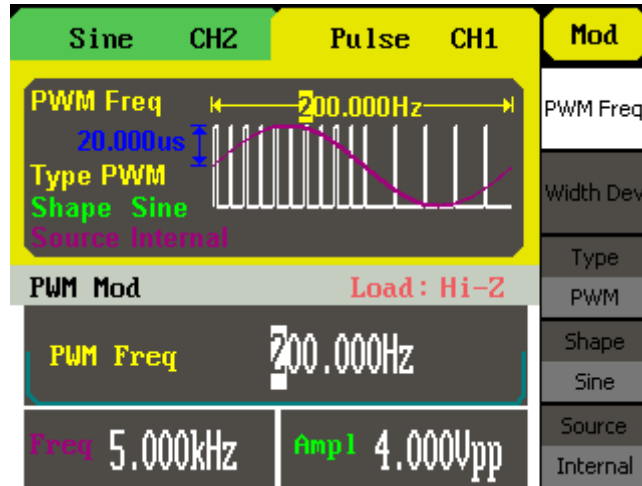 Sine CH2 Pulse CH1 Mod
PWM Freq 200.000Hz PWM Freq
20.000us
Type PWM Width Dev
Shape Sine
Source Internal
Type
PWM Mod Load: Hi-Z PWM
PWM Freq 200.000Hz Shape
Sine
Freq 5.000kHz Ampl 4.000Vpp Source
Internal